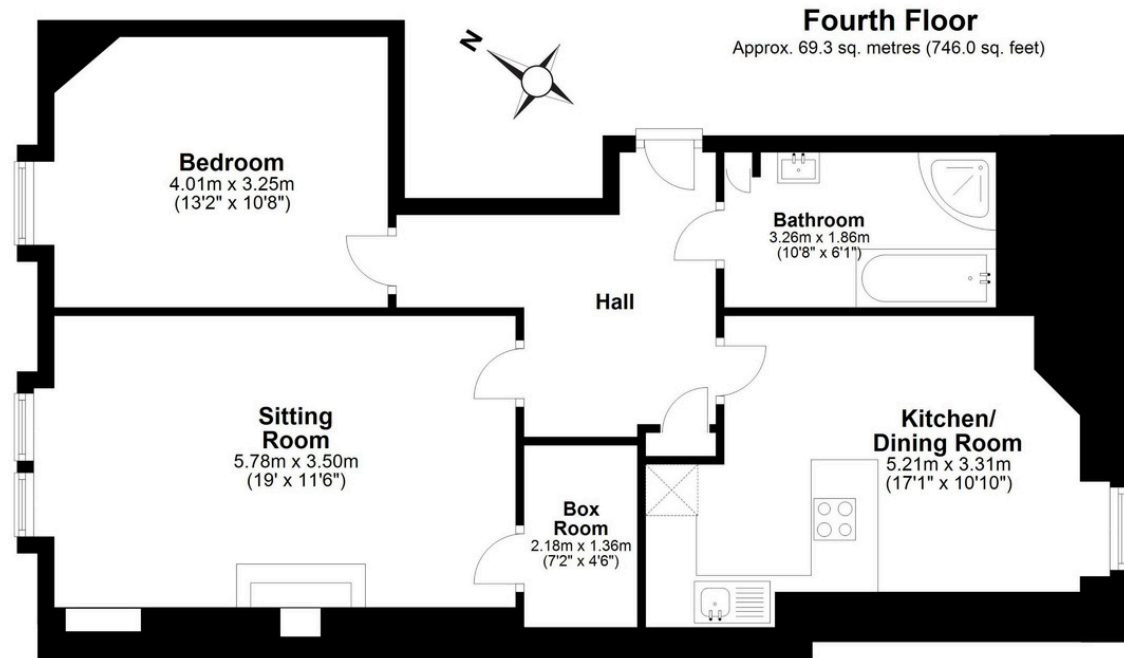 Fourth Floor
Approx. 69.3 sq. metres (746.0 sq. feet)
N
Bedroom
4.01m x 3.25m
(13'2" x 10'8")
Bathroom
3.26m x 1.86m
(10'8" x 6'1")
Hall
Sitting
Room
5.78m x 3.50m
(19' x 11'6")
Kitchen/
Dining Room
5.21m x 3.31m
(17'1" x 10'10")
Box
Room
2.18m x 1.36m
(7'2" x 4'6")